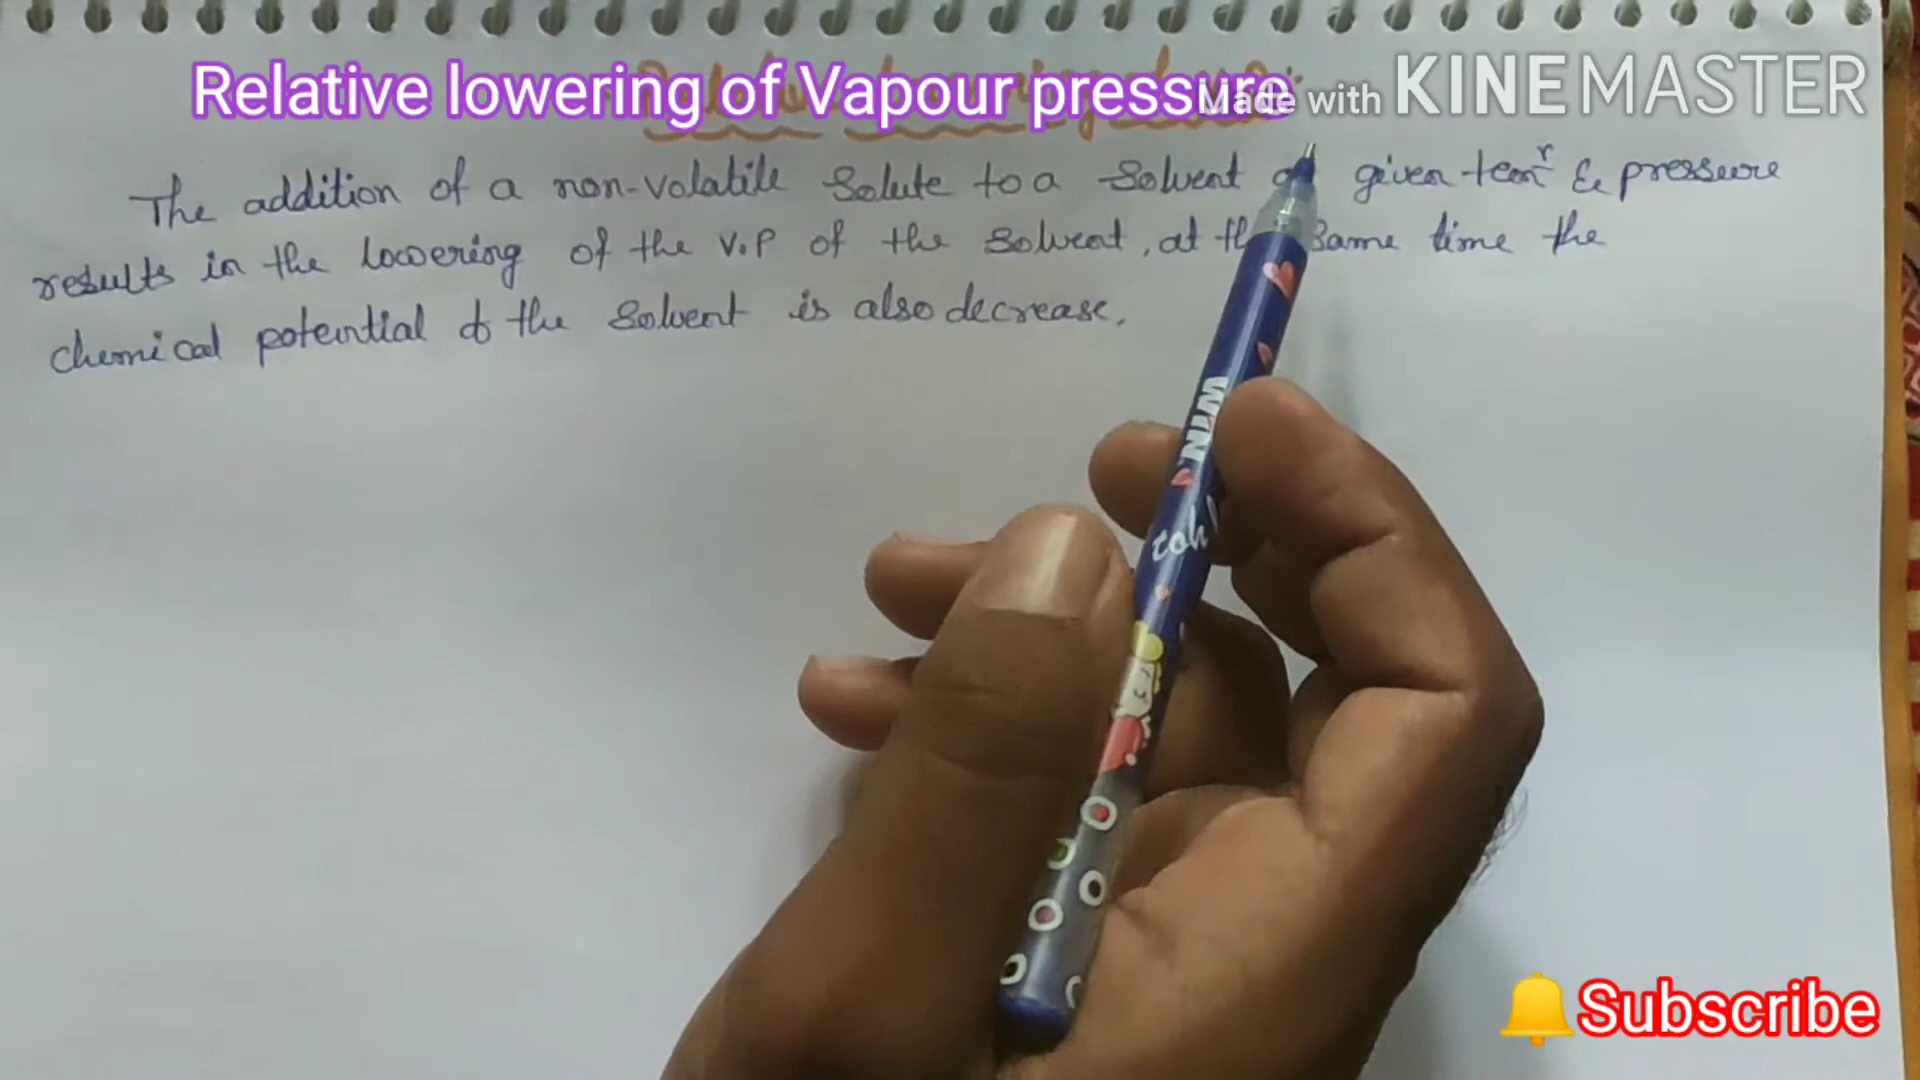 Relative lowering of Vapour pressure
Made with KINEMASTER
The addition of a non-volatile solute to a solvent given temr & pressure
results in the lowering of the V.P of the solvent, at the same time the
chemical potential of the solvent is also decrease.
WIN
Subscribe